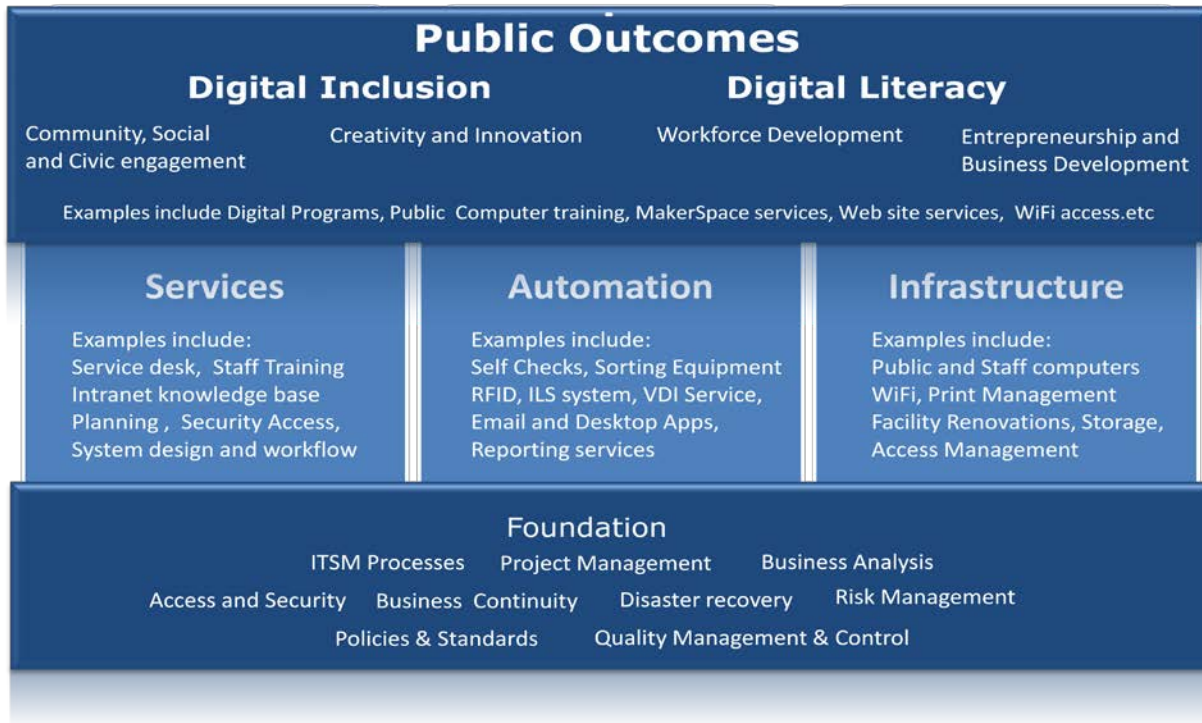 Public Outcomes
Digital Inclusion Digital Literacy
Community, Social
and Civic engagement
Creativity and Innovation
Workforce Development
Entrepreneurship and
Business Development
Examples include Digital Programs, Public Computer training, MakerSpace services, Web site services, WiFi access.etc
Services
Examples include:
Service desk, Staff Training
Intranet knowledge base
Planning , Security Access,
System design and workflow
Automation
Examples include:
Self Checks, Sorting Equipment
RFID, ILS system, VDI Service,
Email and Desktop Apps,
Reporting services
Infrastructure
Examples include:
Public and Staff computers
WiFi, Print Management
Facility Renovations, Storage,
Access Management
Foundation
ITSM Processes Project Management Business Analysis
Access and Security Business Continuity Disaster recovery Risk Management
Policies & Standards Quality Management & Control